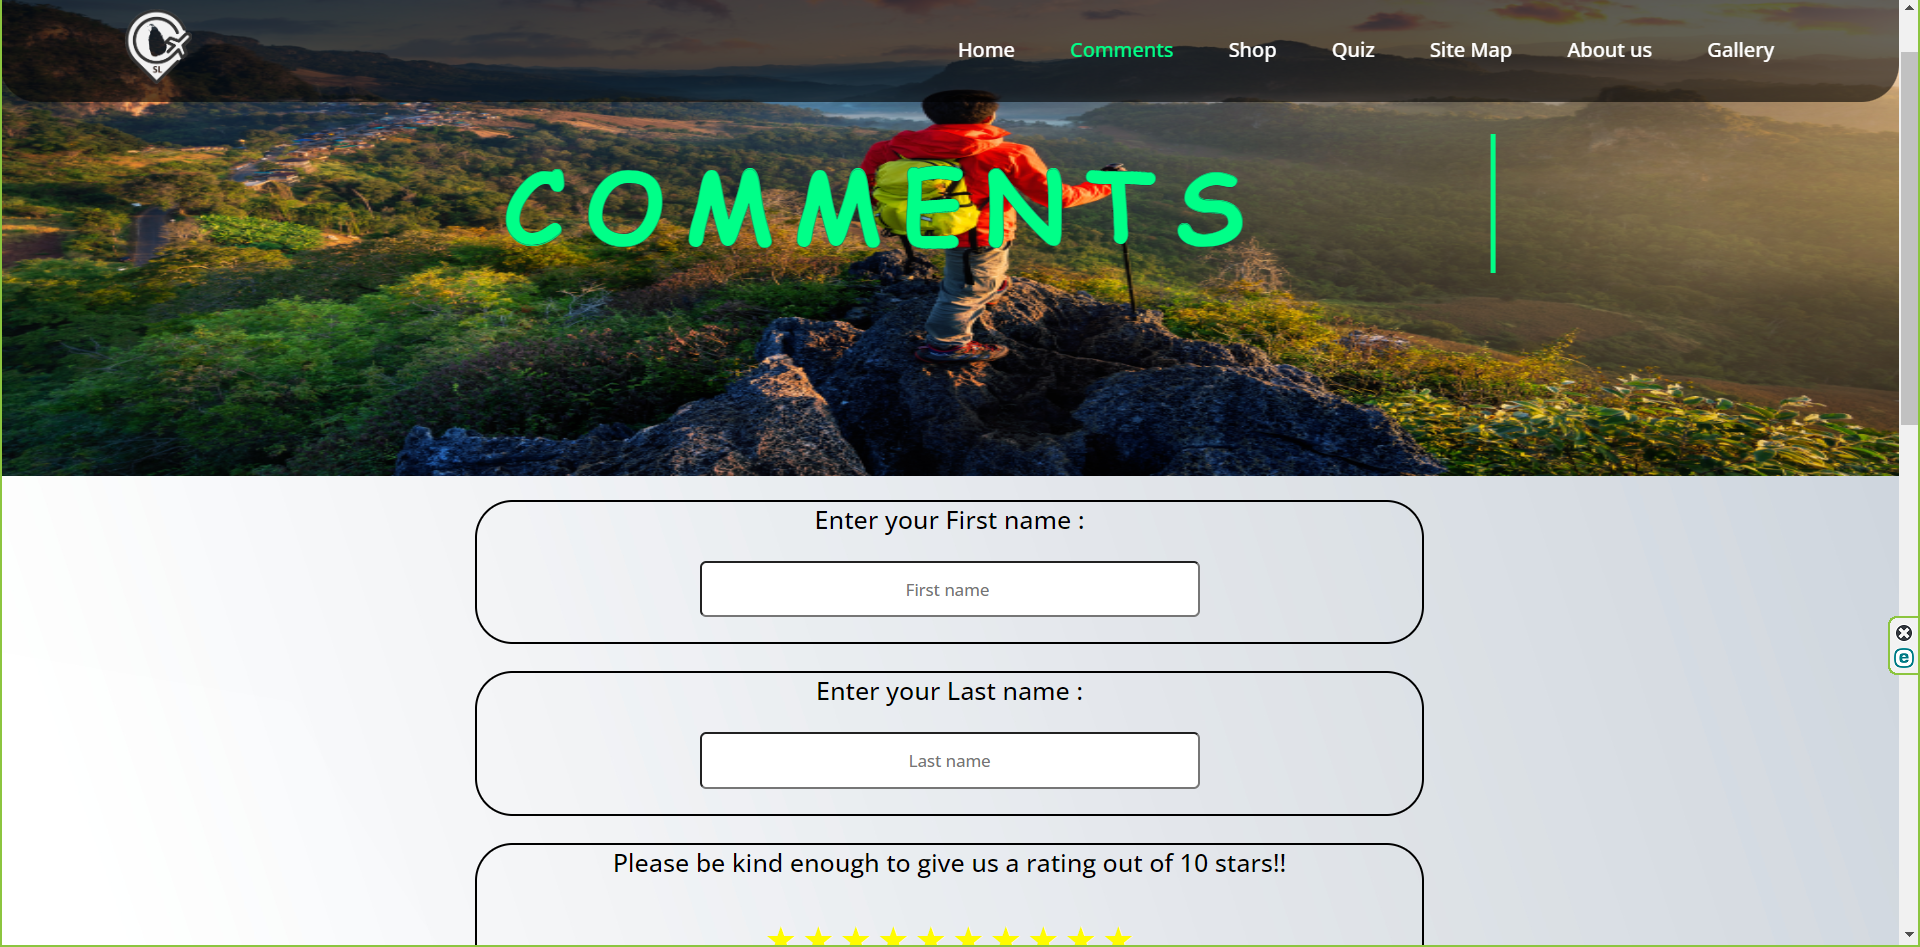 SL
Home Comments Shop Quiz Site Map About us Gallery
COMMENTS
Enter your First name :
First name
Enter your Last name :
Last name
Please be kind enough to give us a rating out of 10 stars!!